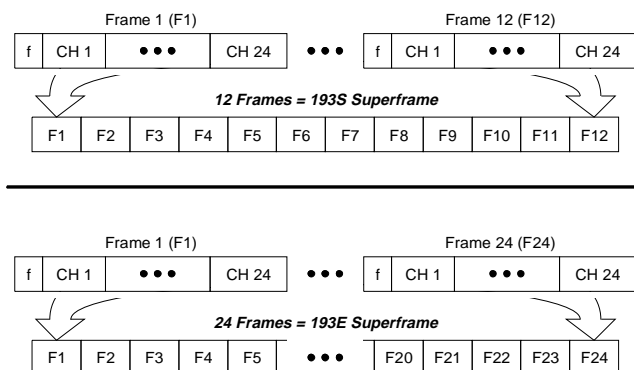 Frame 1 (F1) Frame 12 (F12)
f CH 1 ••• CH 24 ••• f CH 1 ••• CH 24
12 Frames = 193S Superframe
F1 F2 F3 F4 F5 F6 F7 F8 F9 F10 F11 F12
Frame 1 (F1) Frame 24 (F24)
f CH 1 ••• CH 24 ••• f CH 1 ••• CH 24
24 Frames = 193E Superframe
F1 F2 F3 F4 F5 ••• F20 F21 F22 F23 F24